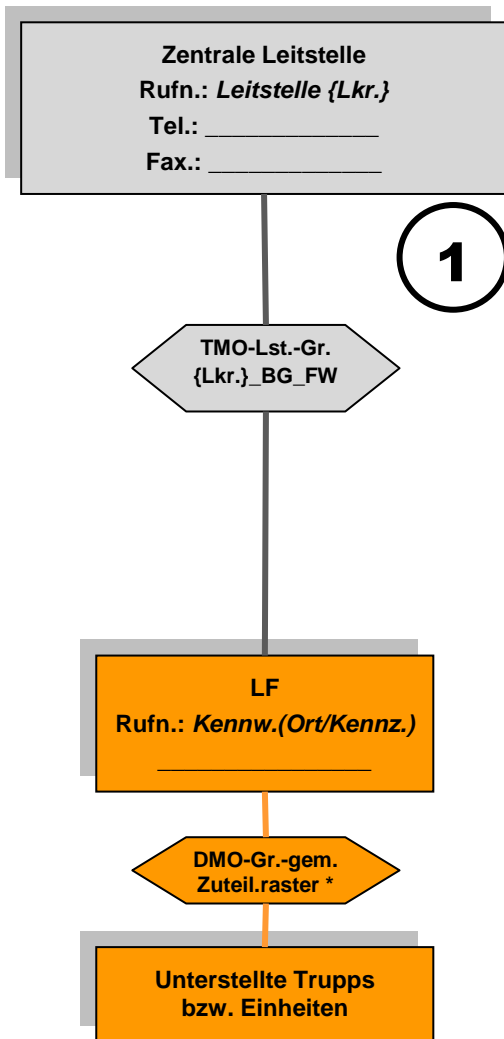 Zentrale Leitstelle
Rufn.: Leitstelle {Lkr.}
Tel.: _____________
Fax.: _____________
1
TMO-Lst.-Gr.
{Lkr.}_BG_FW
LF
Rufn.: Kennw.(Ort/Kennz.)
________________
DMO-Gr.-gem.
Zuteil.raster *
Unterstellte Trupps
bzw. Einheiten